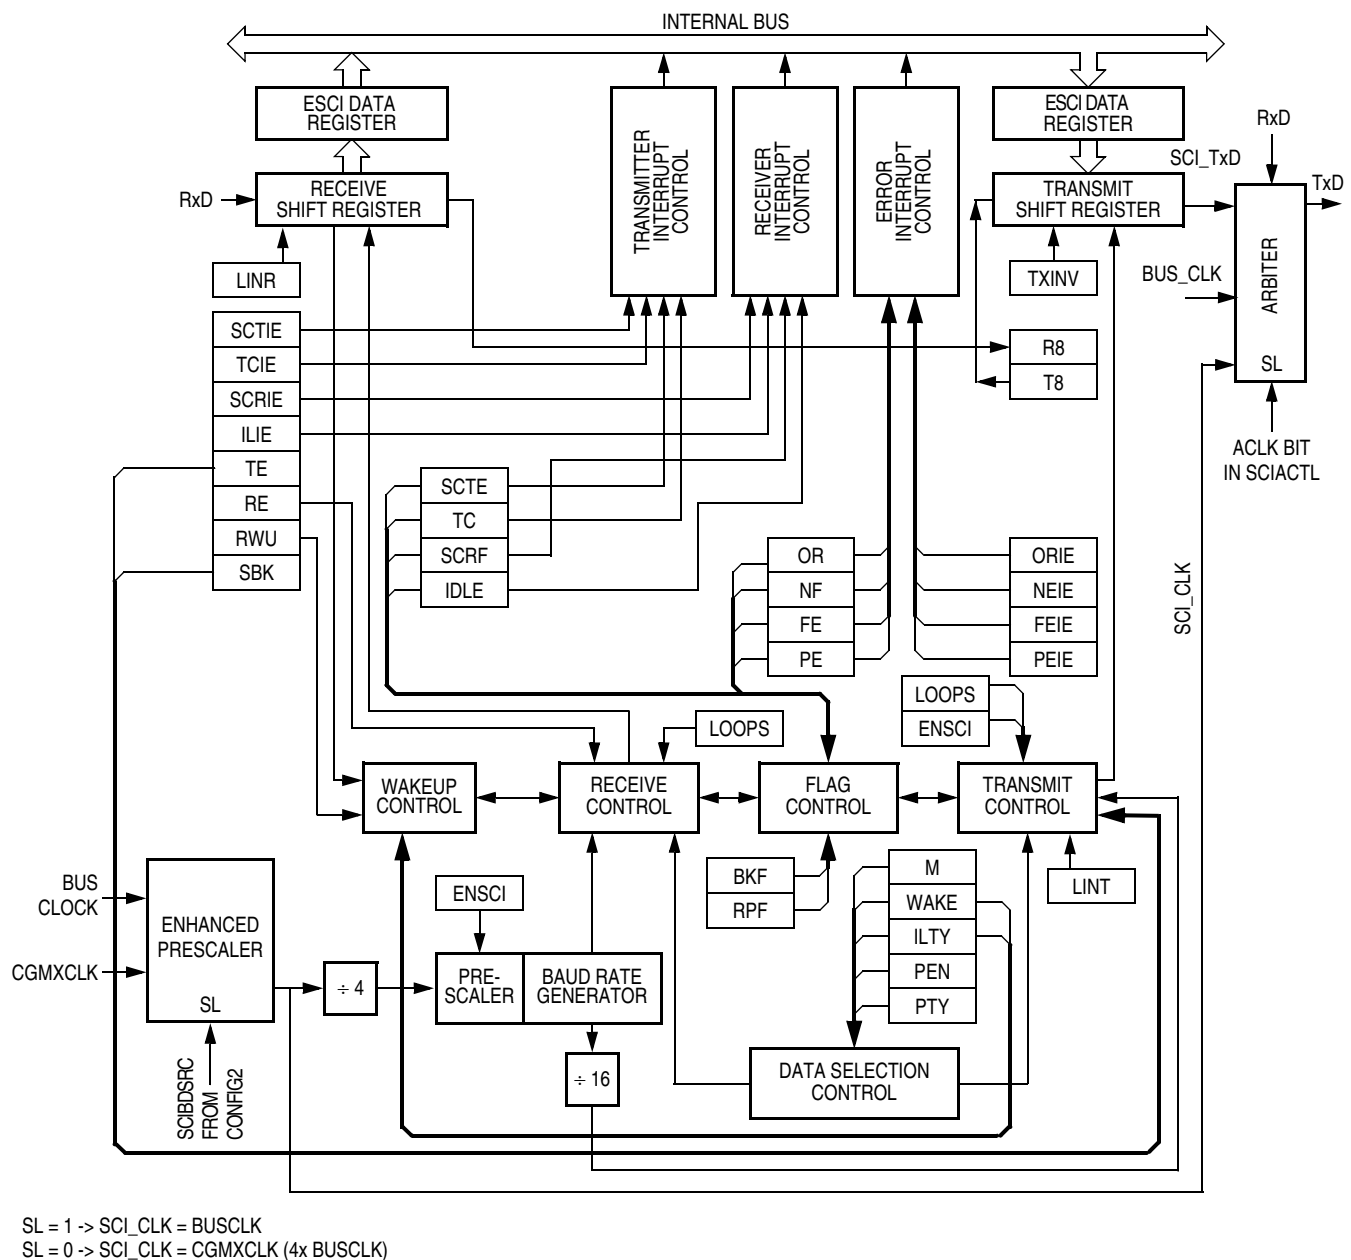 INTERNAL BUS
ESCI DATA
REGISTER
TRANSMITTER
INTERRUPT
CONTROL
RECEIVER
INTERRUPT
CONTROL
ERROR
INTERRUPT
CONTROL
ESCI DATA
REGISTER
RxD
SCI_TxD
RxD
RECEIVE
SHIFT REGISTER
TRANSMIT
SHIFT REGISTER
TxD
LINR
TXINV
BUS_CLK
ARBITER
SL
SCTIE
TCIE
SCRIE
ILIE
TE
RE
RWU
SBK
R8
T8
ACLK BIT
IN SCIACTL
SCTE
TC
SCRF
IDLE
OR
NF
FE
PE
ORIE
NEIE
FEIE
PEIE
SCI_CLK
LOOPS
LOOPS
ENSCI
WAKEUP
CONTROL
RECEIVE
CONTROL
FLAG
CONTROL
TRANSMIT
CONTROL
BKF
RPF
M
WAKE
ILTY
PEN
PTY
LINT
BUS
CLOCK
CGMXCLK
ENHANCED
PRESCALER
SL
ENSCI
÷ 4
PRE-
SCALER
BAUD RATE
GENERATOR
÷ 16
DATA SELECTION
CONTROL
SCIBDSRC
FROM
CONFIG2
SL = 1 -> SCI_CLK = BUSCLK
SL = 0 -> SCI_CLK = CGMXCLK (4x BUSCLK)